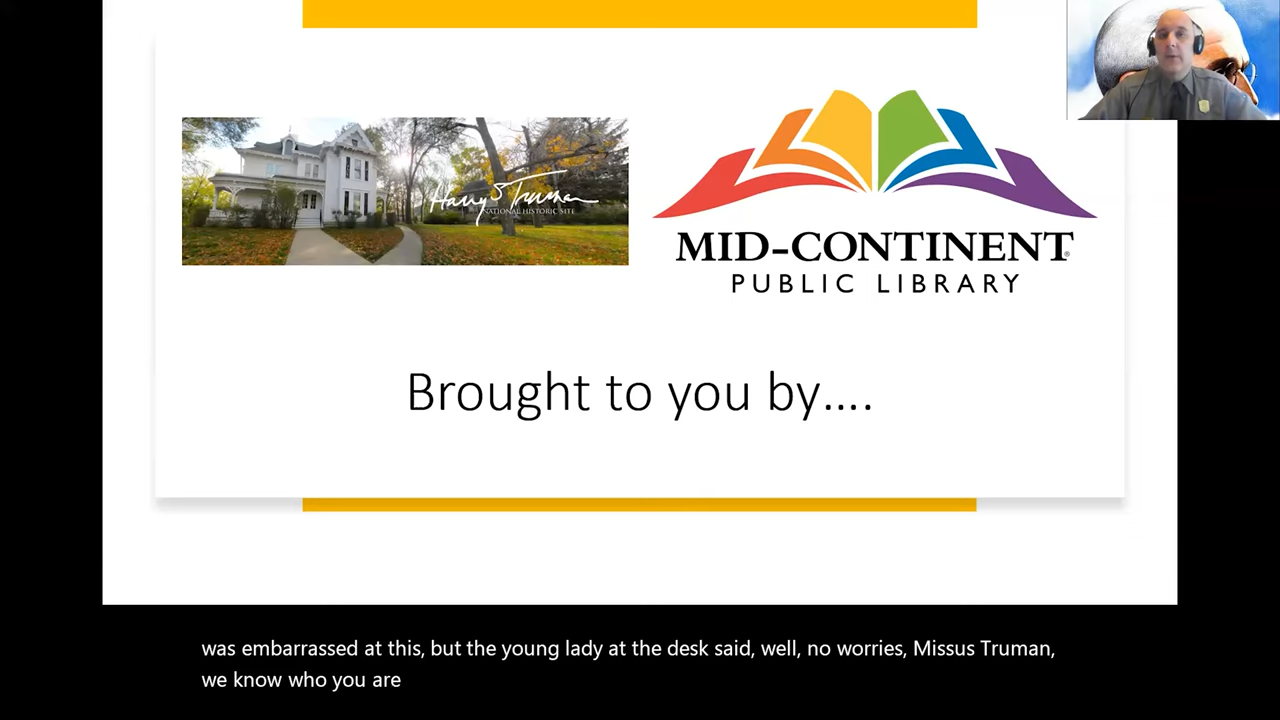 Harry S Truman
NATIONAL HISTORIC SITE
MID-CONTINENT®
PUBLIC LIBRARY
Brought to you by....
was embarrassed at this, but the young lady at the desk said, well, no worries, Missus Truman,
we know who you are